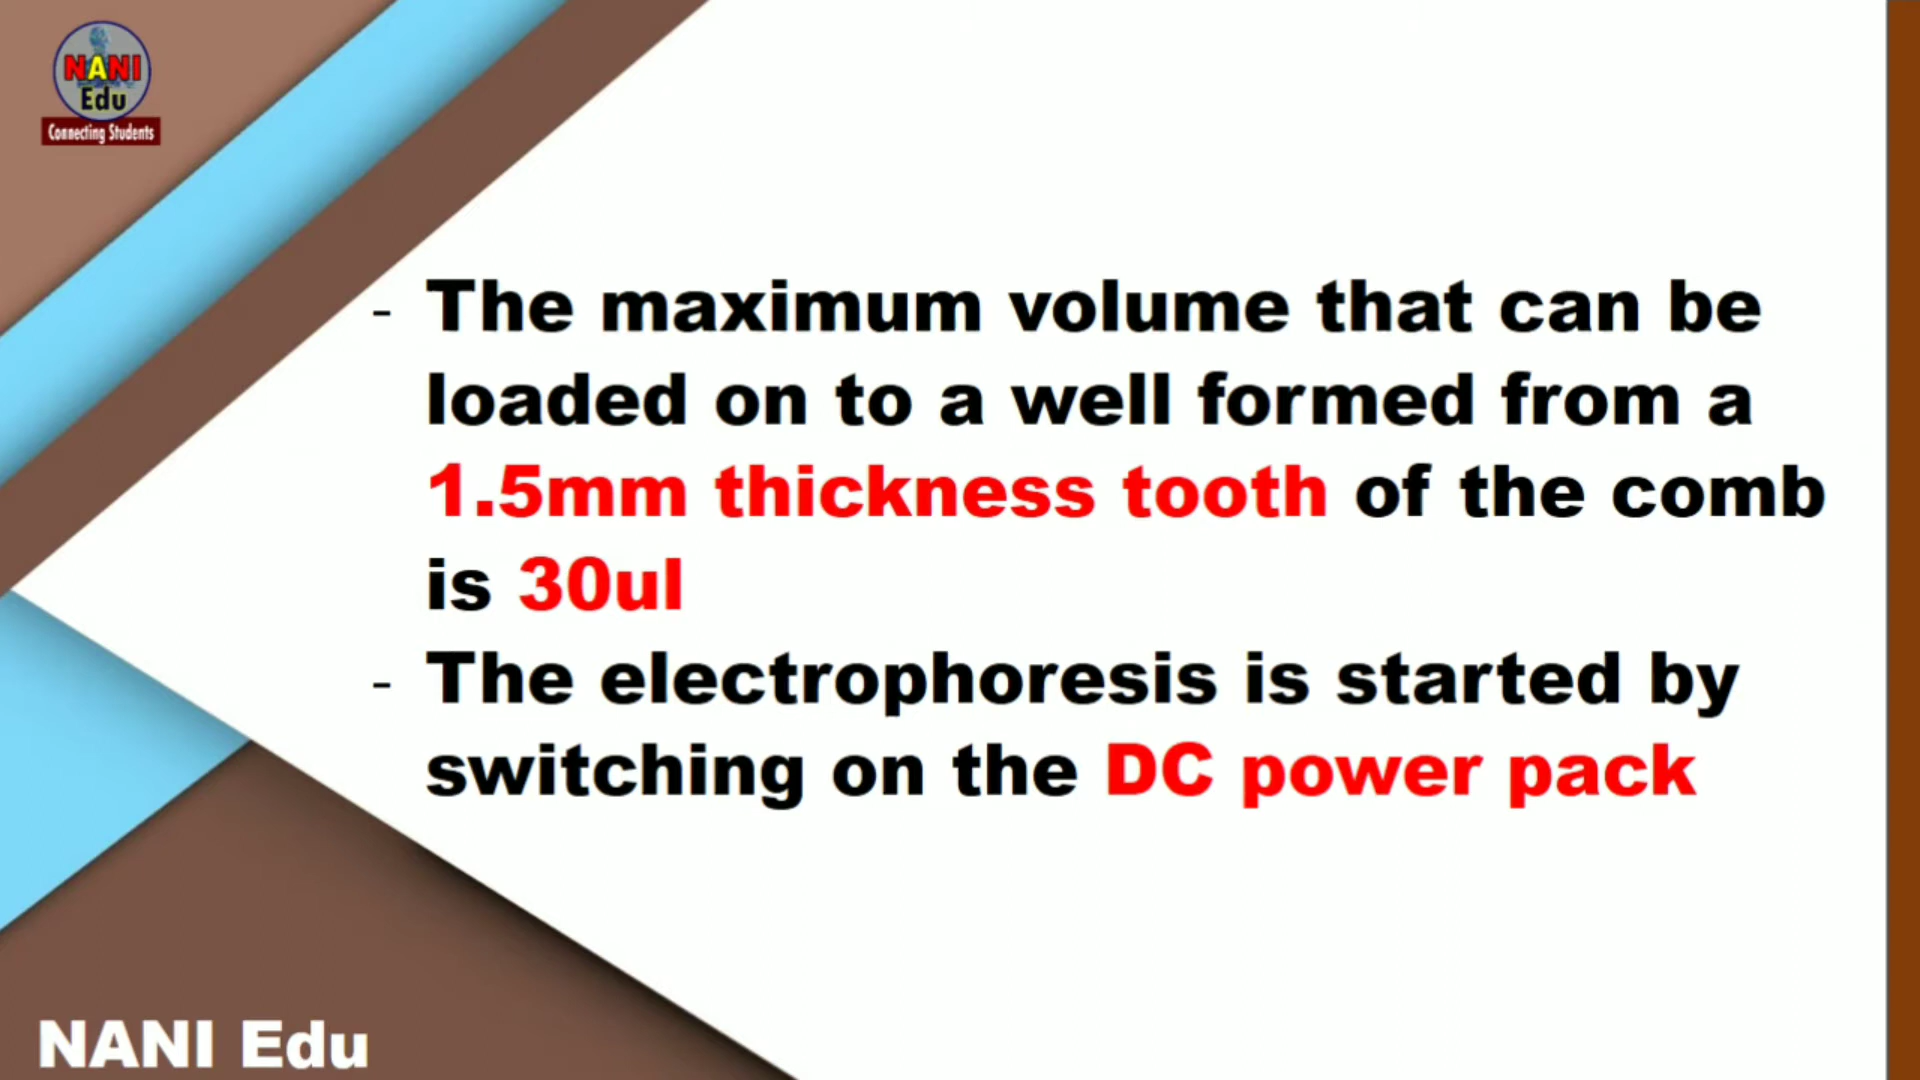 NANI
Edu
Connecting Students
- The maximum volume that can be
loaded on to a well formed from a
1.5mm thickness tooth of the comb
is 30ul
- The electrophoresis is started by
switching on the DC power pack
NANI Edu